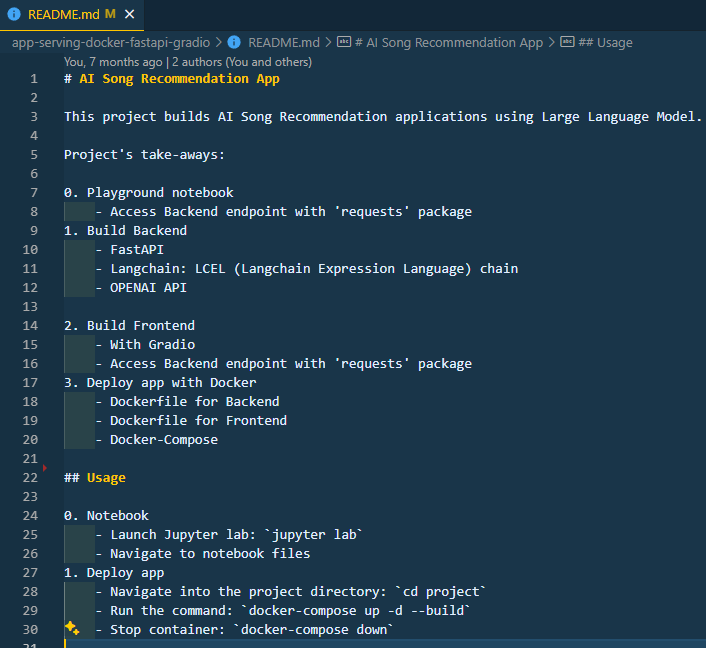 README.md M
app-serving-docker-fastapi-gradio > README.md > # AI Song Recommendation App > ## Usage
You, 7 months ago | 2 authors (You and others)
1 # AI Song Recommendation App
2
3 This project builds AI Song Recommendation applications using Large Language Model.
4
5 Project's take-aways:
6
7 0. Playground notebook
8 - Access Backend endpoint with 'requests' package
9 1. Build Backend
10 - FastAPI
11 - Langchain: LCEL (Langchain Expression Language) chain
12 - OPENAI API
13
14 2. Build Frontend
15 - With Gradio
16 - Access Backend endpoint with 'requests' package
17 3. Deploy app with Docker
18 - Dockerfile for Backend
19 - Dockerfile for Frontend
20 - Docker-Compose
21
22 ## Usage
23
24 0. Notebook
25 - Launch Jupyter lab: `jupyter lab`
26 - Navigate to notebook files
27 1. Deploy app
28 - Navigate into the project directory: `cd project`
29 - Run the command: `docker-compose up -d --build`
30 - Stop container: `docker-compose down`
31